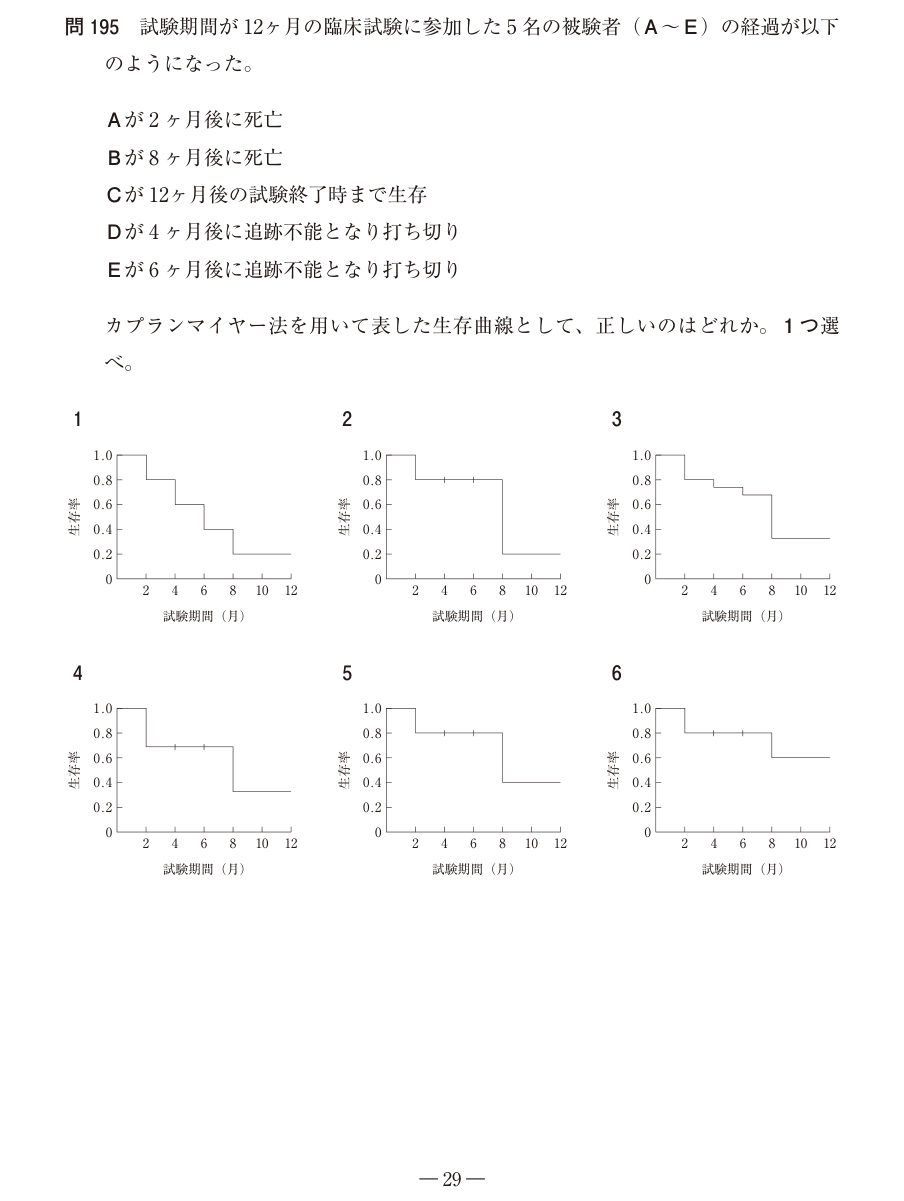 問 195　試験期間が 12ヶ月の臨床試験に参加した 5 名の被験者（A～E）の経過が以下
のようになった。
Aが 2 ヶ月後に死亡
Bが 8 ヶ月後に死亡
Cが 12ヶ月後の試験終了時まで生存
Dが 4 ヶ月後に追跡不能となり打ち切り
Eが 6 ヶ月後に追跡不能となり打ち切り
カプランマイヤー法を用いて表した生存曲線として、正しいのはどれか。1つ選
べ。
1
生存率
1.0
0.8
0.6
0.4
0.2
0
2 4 6 8 10 12
試験期間（月）
2
生存率
1.0
0.8
0.6
0.4
0.2
0
2 4 6 8 10 12
試験期間（月）
3
生存率
1.0
0.8
0.6
0.4
0.2
0
2 4 6 8 10 12
試験期間（月）
4
生存率
1.0
0.8
0.6
0.4
0.2
0
2 4 6 8 10 12
試験期間（月）
5
生存率
1.0
0.8
0.6
0.4
0.2
0
2 4 6 8 10 12
試験期間（月）
6
生存率
1.0
0.8
0.6
0.4
0.2
0
2 4 6 8 10 12
試験期間（月）
― 29 ―